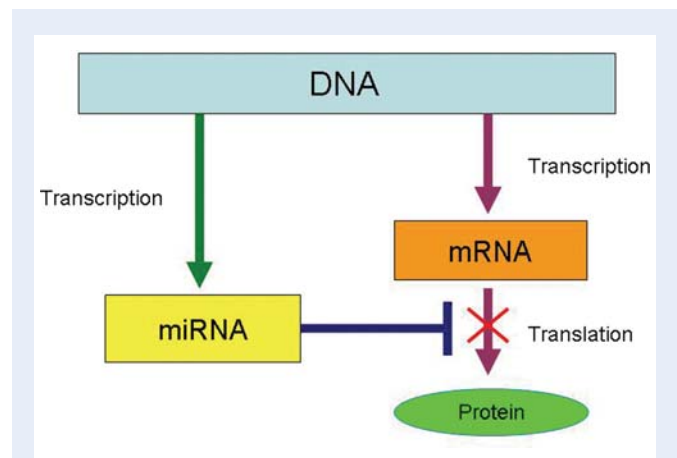 DNA
Transcription
Transcription
mRNA
miRNA
Translation
Protein